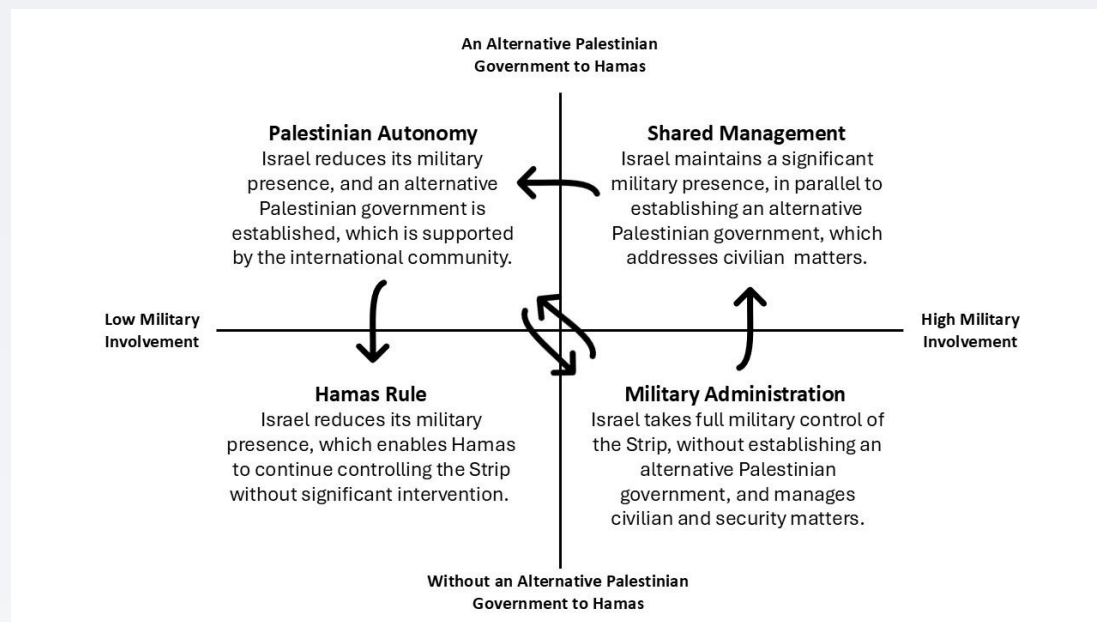 An Alternative Palestinian
Government to Hamas
Palestinian Autonomy
Israel reduces its military
presence, and an alternative
Palestinian government is
established, which is supported
by the international community.
Shared Management
Israel maintains a significant
military presence, in parallel to
establishing an alternative
Palestinian government, which
addresses civilian matters.
Low Military
Involvement
High Military
Involvement
Hamas Rule
Israel reduces its military
presence, which enables Hamas
to continue controlling the Strip
without significant intervention.
Military Administration
Israel takes full military control of
the Strip, without establishing an
alternative Palestinian
government, and manages
civilian and security matters.
Without an Alternative Palestinian
Government to Hamas